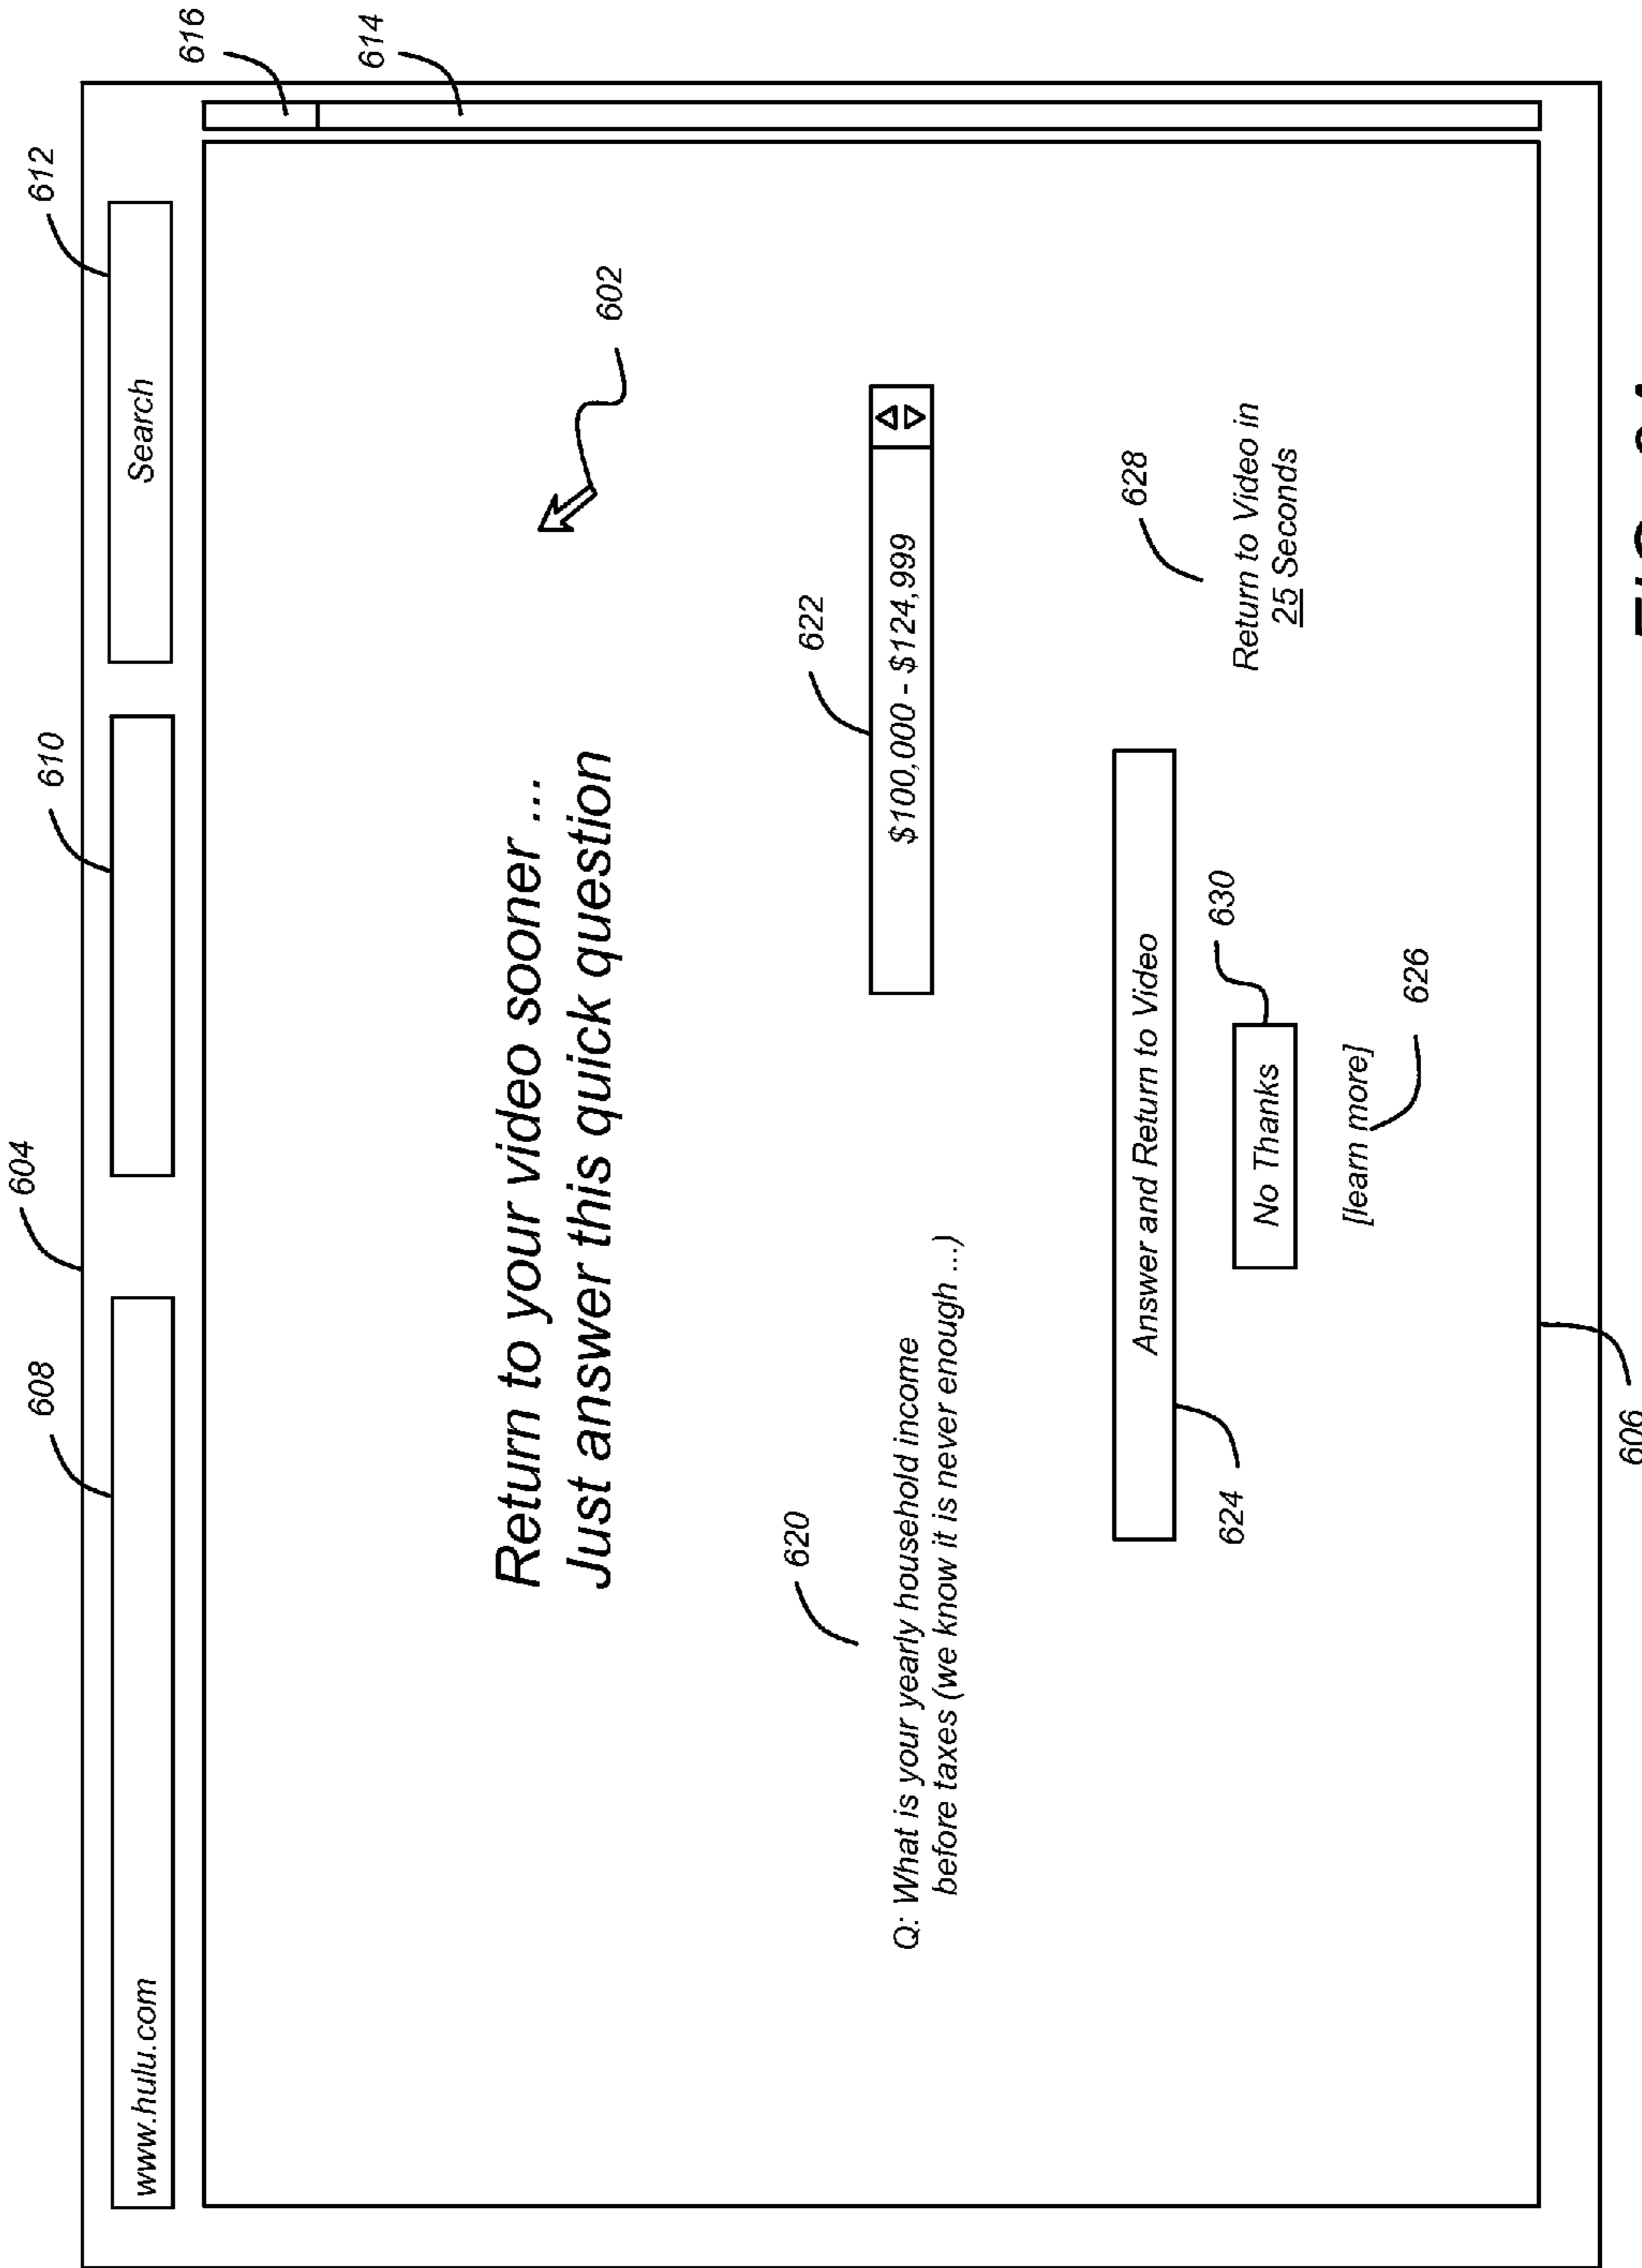 604
608
610
612
www.hulu.com
Search
616
614
Return to your video sooner ...
Just answer this quick question
602
620
622
Q: What is your yearly household income
before taxes (we know it is never enough ...)
$100,000 - $124,999
628
Answer and Return to Video
624
630
Return to Video in
25 Seconds
No Thanks
[learn more]
626
606
FIG.